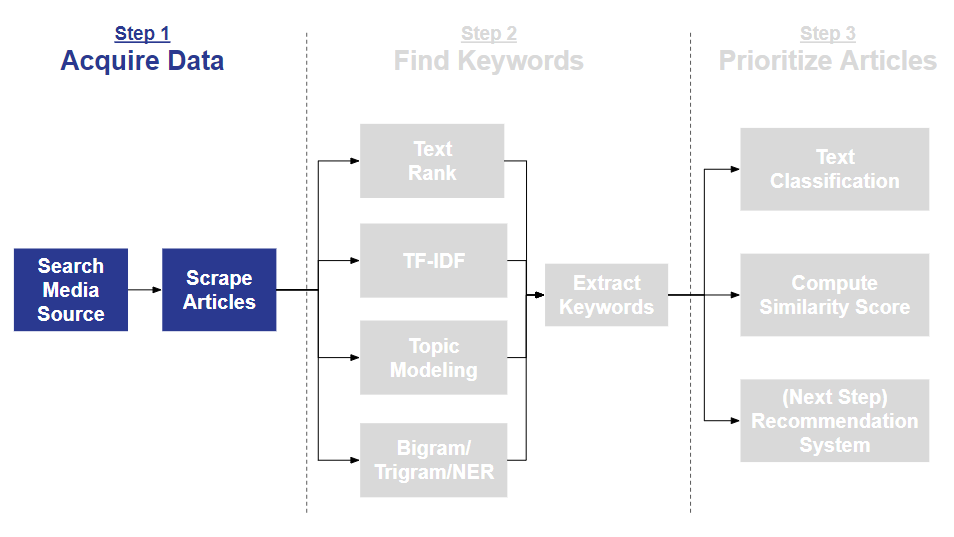 Step 1
Acquire Data
Step 2
Find Keywords
Step 3
Prioritize Articles
Search
Media
Source
Scrape
Articles
Text
Rank
TF-IDF
Topic
Modeling
Bigram/
Trigram/NER
Extract
Keywords
Text
Classification
Compute
Similarity Score
(Next Step)
Recommendation
System